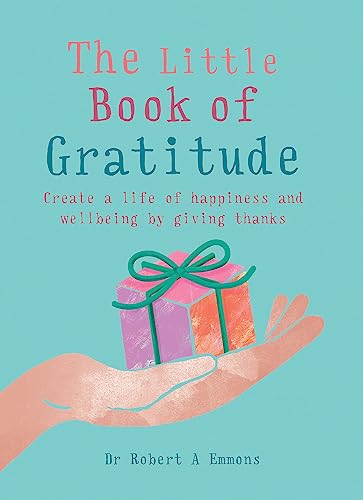 The Little
Book of
Gratitude
Create a life of happiness and
wellbeing by giving thanks
Dr Robert A Emmons